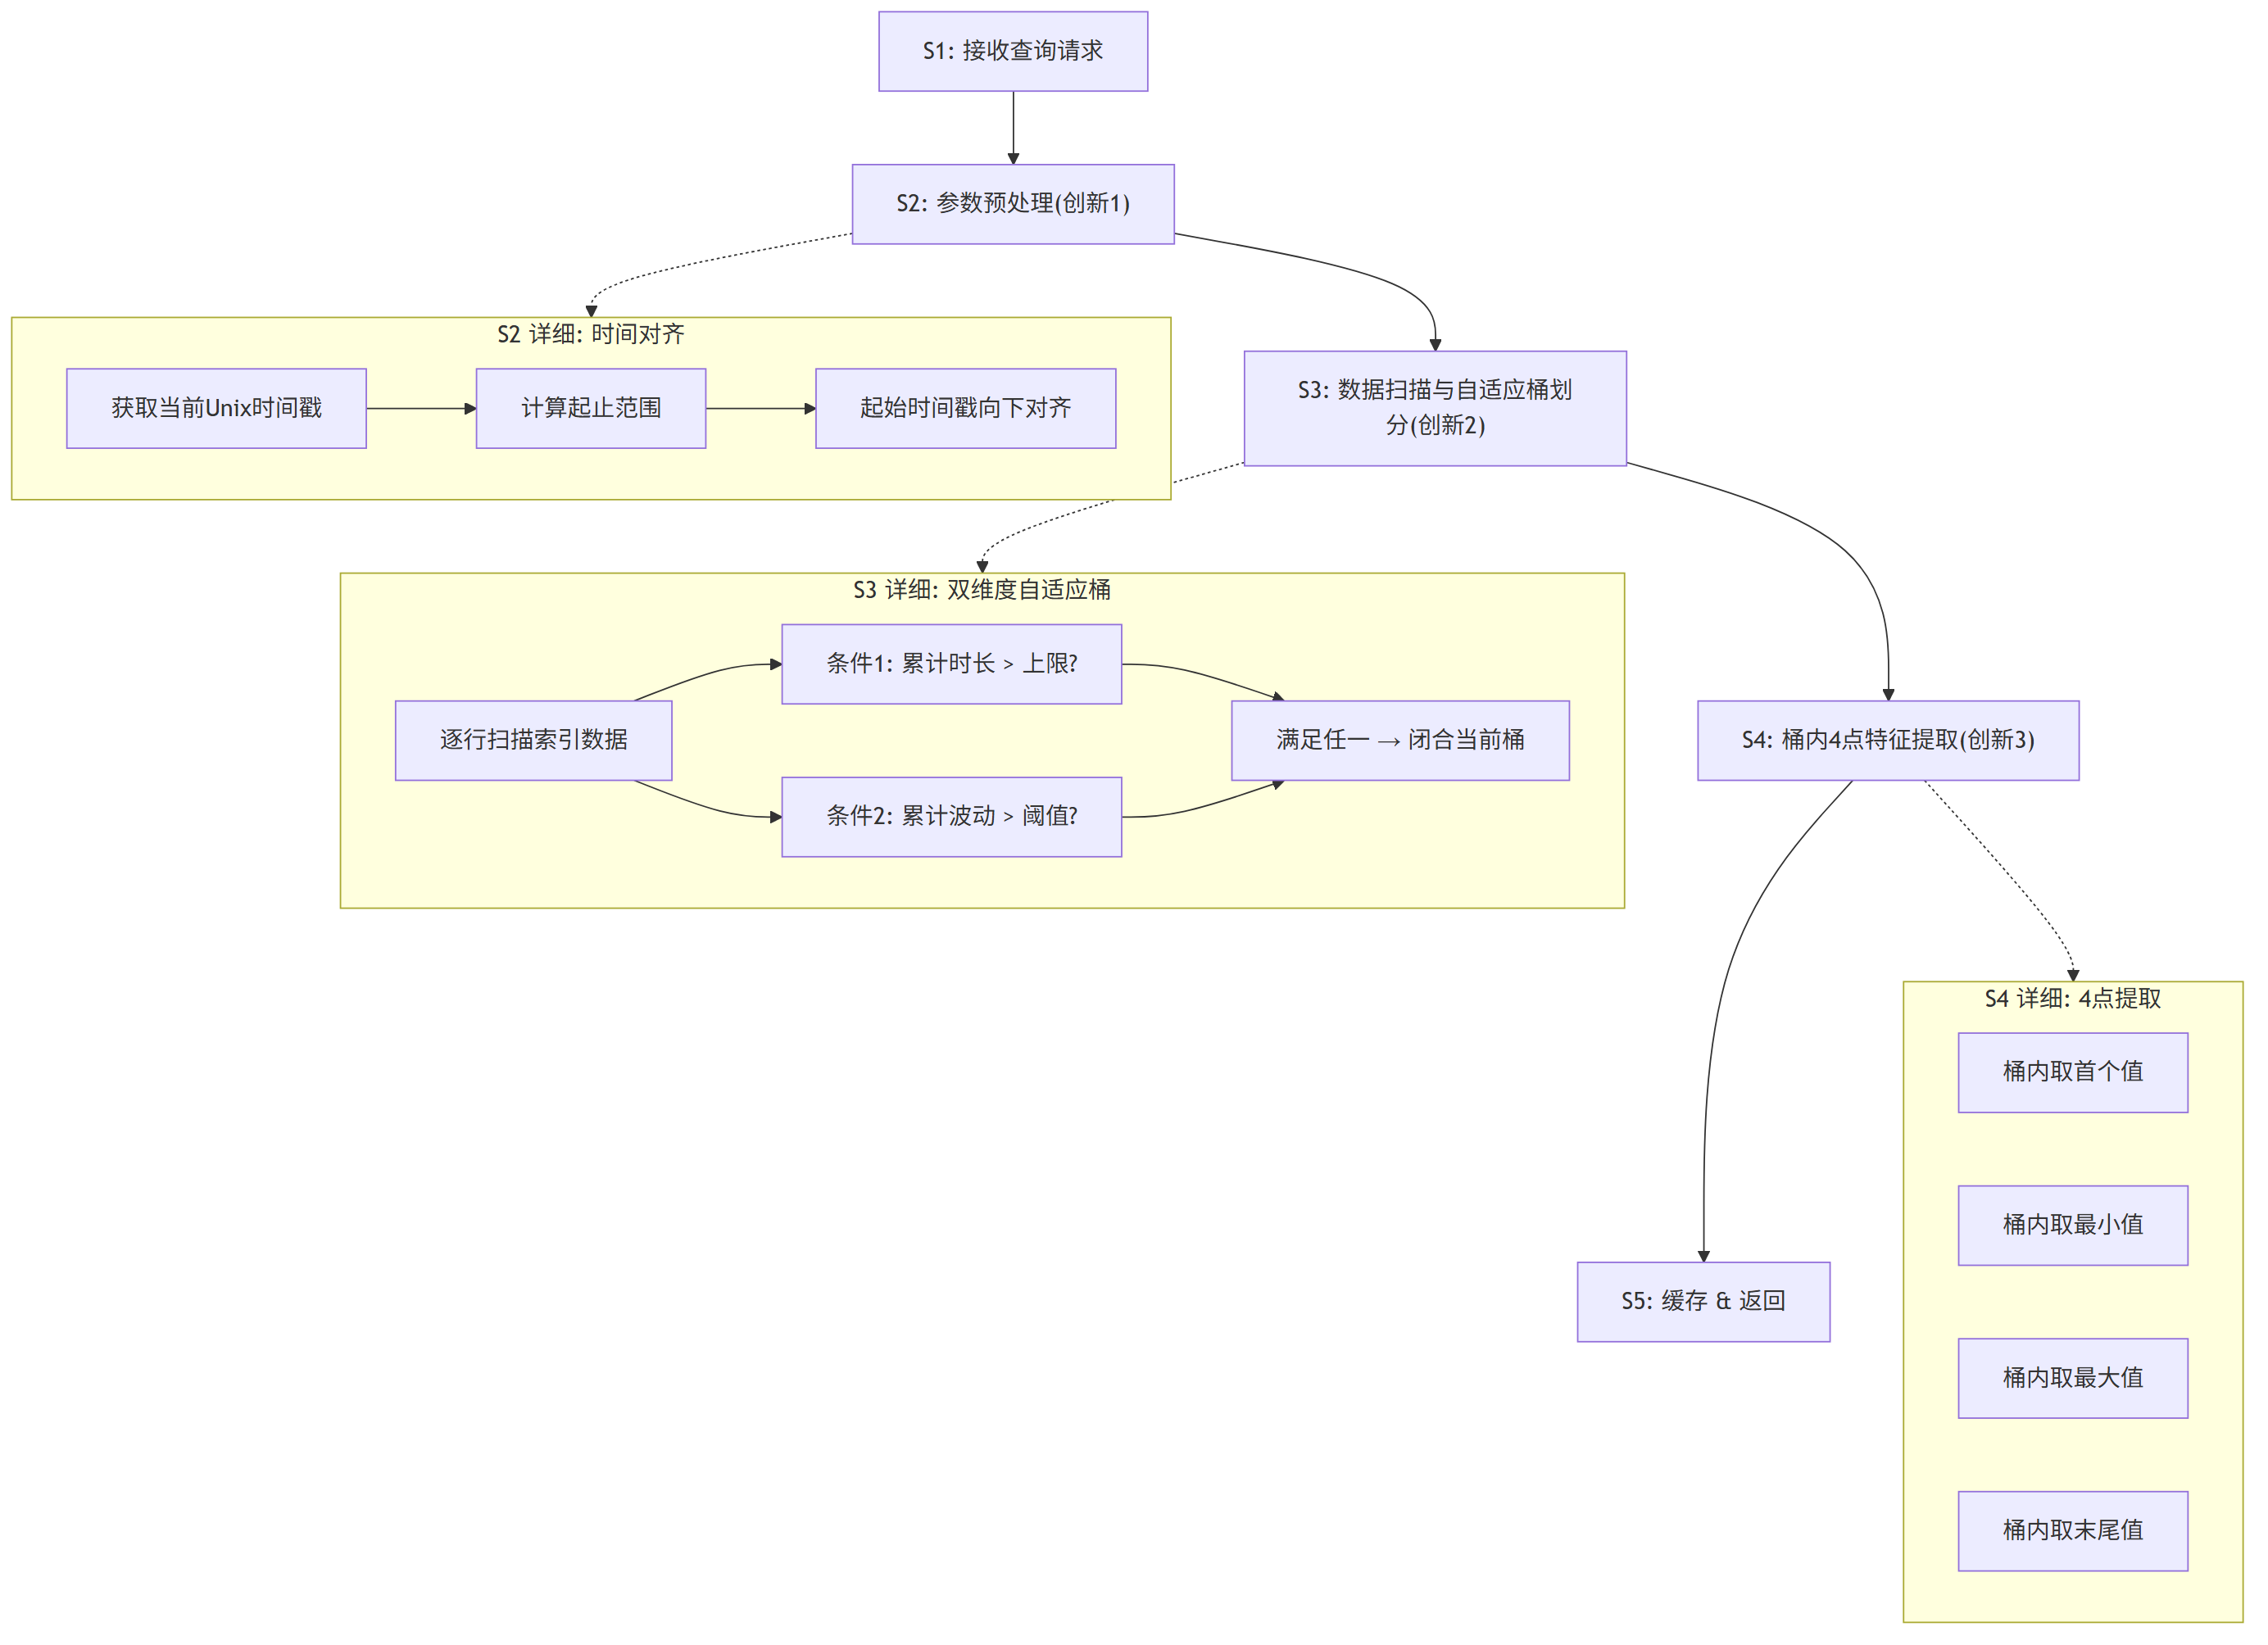 S1: 接收查询请求
S2: 参数预处理(创新1)
S2 详细: 时间对齐
获取当前Unix时间戳
计算起止范围
起始时间戳向下对齐
S3: 数据扫描与自适应桶划
分(创新2)
S3 详细: 双维度自适应桶
逐行扫描索引数据
条件1: 累计时长 > 上限?
条件2: 累计波动 > 阈值?
满足任一 → 闭合当前桶
S4: 桶内4点特征提取(创新3)
S4 详细: 4点提取
桶内取首个值
桶内取最小值
桶内取最大值
桶内取末尾值
S5: 缓存 & 返回